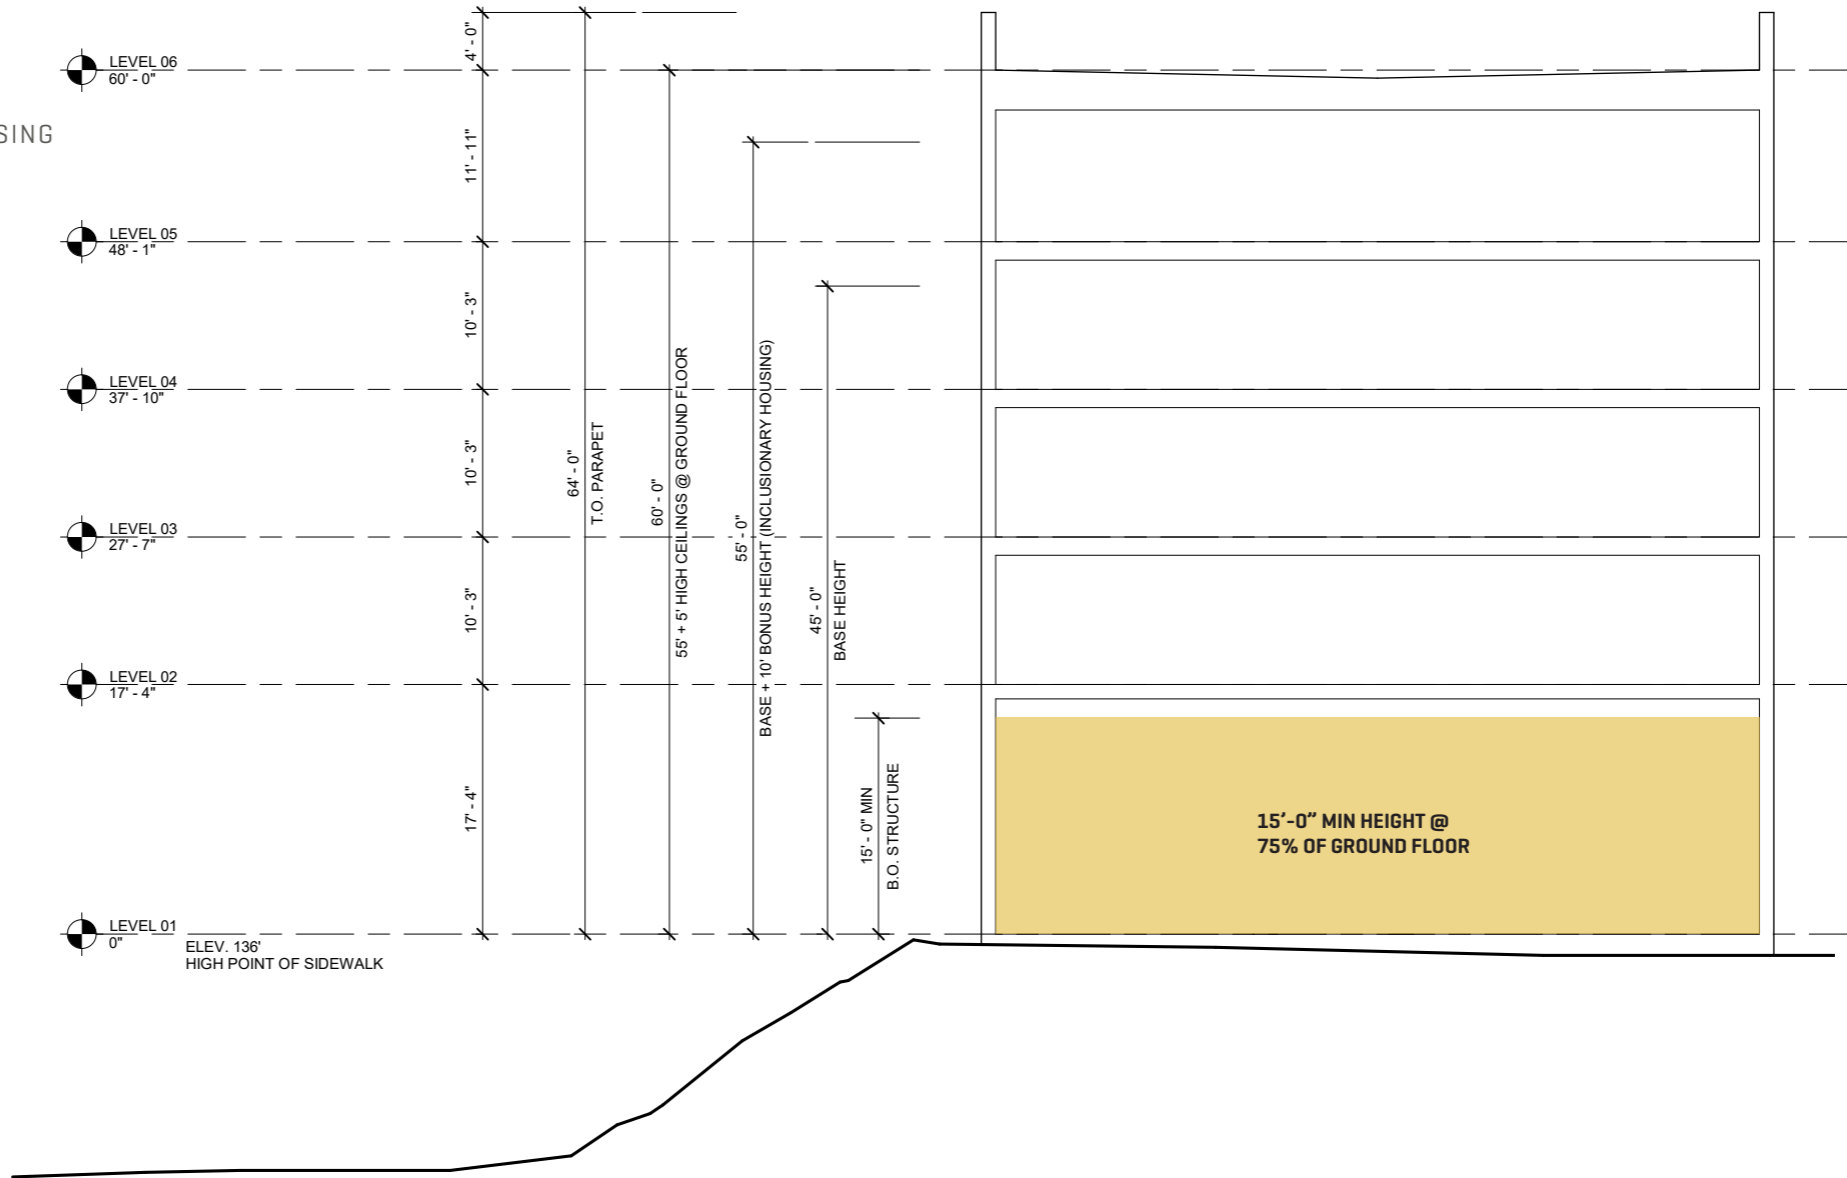 4' - 0"
LEVEL 06
60' - 0"
SING
11' - 11"
LEVEL 05
48' - 1"
10' - 3"
LEVEL 04
37' - 10"
10' - 3"
LEVEL 03
27' - 7"
10' - 3"
LEVEL 02
17' - 4"
17' - 4"
LEVEL 01
0"
ELEV. 136'
HIGH POINT OF SIDEWALK
64' - 0"
T.O. PARAPET
60' - 0"
55' + 5' HIGH CEILINGS @ GROUND FLOOR
55' - 0"
BASE + 10' BONUS HEIGHT (INCLUSIONARY HOUSING)
45' - 0"
BASE HEIGHT
15' - 0" MIN
B.O. STRUCTURE
15’-0” MIN HEIGHT @
75% OF GROUND FLOOR